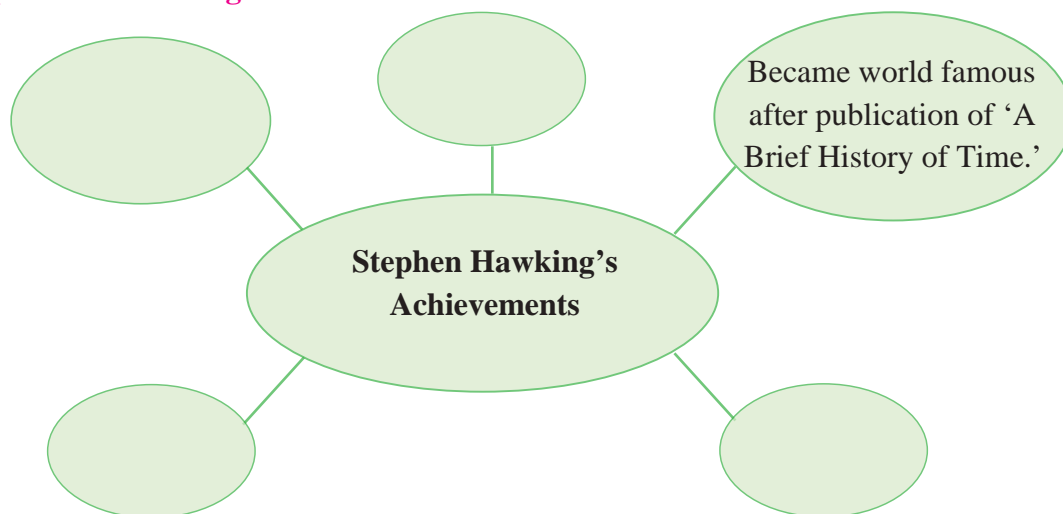 Became world famous
after publication of ‘A
Brief History of Time.’
Stephen Hawking’s
Achievements